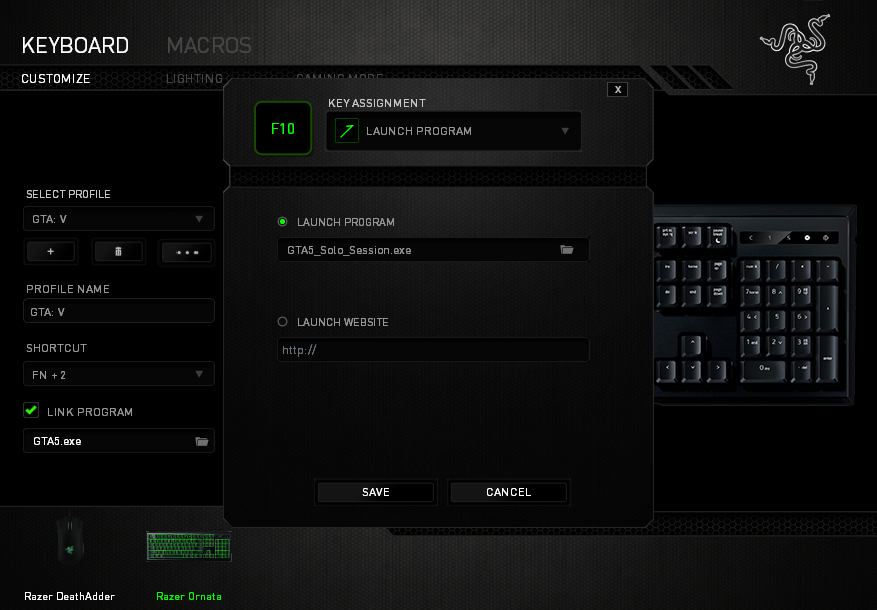 KEYBOARD MACROS
CUSTOMIZE LIGHTING GAMING MODE
X
KEY ASSIGNMENT
F10
LAUNCH PROGRAM
SELECT PROFILE
GTA: V
+
PROFILE NAME
GTA: V
SHORTCUT
FN + 2
LINK PROGRAM
GTA5.exe
LAUNCH PROGRAM
GTA5_Solo_Session.exe
LAUNCH WEBSITE
http://
SAVE CANCEL
Razer DeathAdder Razer Ornata